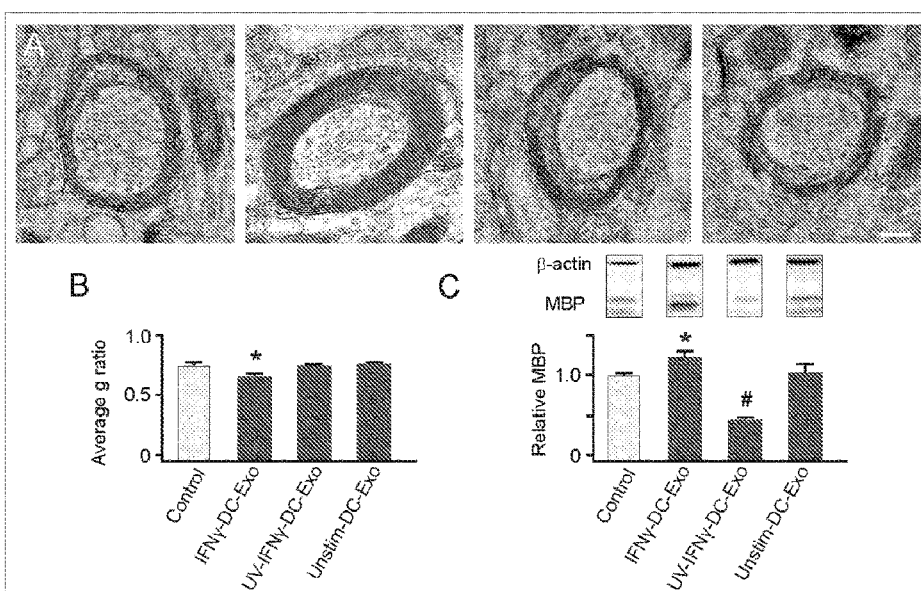 A
B
Average g ratio
1.0
0.5
0
*
Control
IFNγ-DC-Exo
UV-IFNγ-DC-Exo
Unstim-DC-Exo
C
β-actin
MBP
Relative MBP
1.0
0
*
#
Control
IFNγ-DC-Exo
UV-IFNγ-DC-Exo
Unstim-DC-Exo